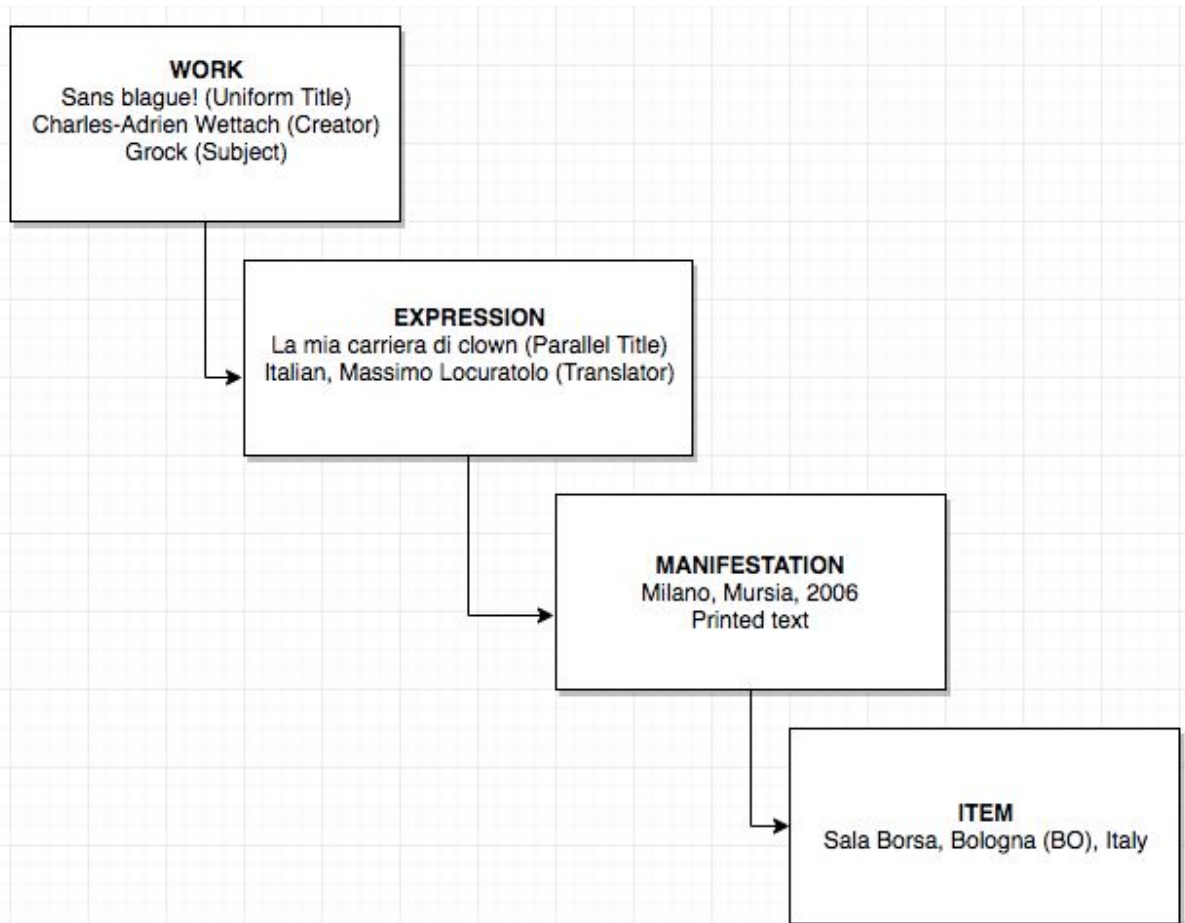 WORK
Sans blague! (Uniform Title)
Charles-Adrien Wettach (Creator)
Grock (Subject)
EXPRESSION
La mia carriera di clown (Parallel Title)
Italian, Massimo Locuratolo (Translator)
MANIFESTATION
Milano, Mursia, 2006
Printed text
ITEM
Sala Borsa, Bologna (BO), Italy